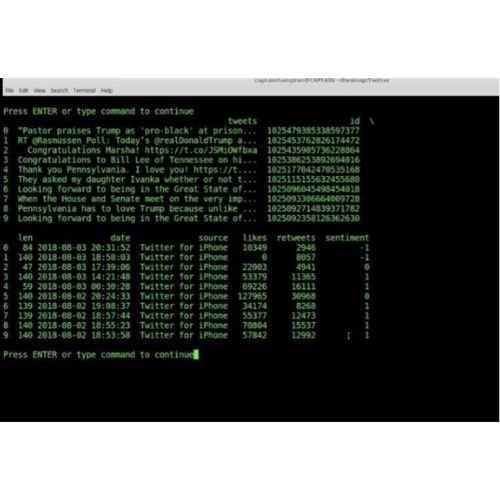 captainhampton@CAPTAIN ~/Desktop/Twitter
File Edit View Search Terminal Help
Press ENTER or type command to continue
tweets id \
0 “Pastor praises Trump as 'pro-black' at prison... 1025479385338597377
1 RT @Rasmussen_Poll: Today’s @realDonaldTrump a... 1025453762826174472
2 Congratulations Marsha! https://t.co/JSMiOWfbxa 1025435905736228864
3 Congratulations to Bill Lee of Tennessee on hi... 1025386253892694016
4 Thank you Pennsylvania. I love you! https://t.... 1025177042470535168
5 They asked my daughter Ivanka whether or not t... 1025115155632455680
6 Looking forward to being in the Great State of... 1025096045498454018
7 When the House and Senate meet on the very imp... 1025093306664009728
8 Pennsylvania has to love Trump because unlike ... 1025092714839371782
9 Looking forward to being in the Great State of... 1025092358126362630
len date source likes retweets sentiment
0 84 2018-08-03 20:31:52 Twitter for iPhone 10349 2946 -1
1 140 2018-08-03 18:50:03 Twitter for iPhone 0 8057 -1
2 47 2018-08-03 17:39:06 Twitter for iPhone 22003 4941 0
3 140 2018-08-03 14:21:48 Twitter for iPhone 53379 11365 1
4 59 2018-08-03 00:30:28 Twitter for iPhone 69226 16111 1
5 140 2018-08-02 20:24:33 Twitter for iPhone 127965 30968 0
6 139 2018-08-02 19:08:37 Twitter for iPhone 34174 8268 1
7 139 2018-08-02 18:57:44 Twitter for iPhone 55377 12473 1
8 140 2018-08-02 18:55:23 Twitter for iPhone 70804 15537 1
9 140 2018-08-02 18:53:58 Twitter for iPhone 57842 12992 1
Press ENTER or type command to continue